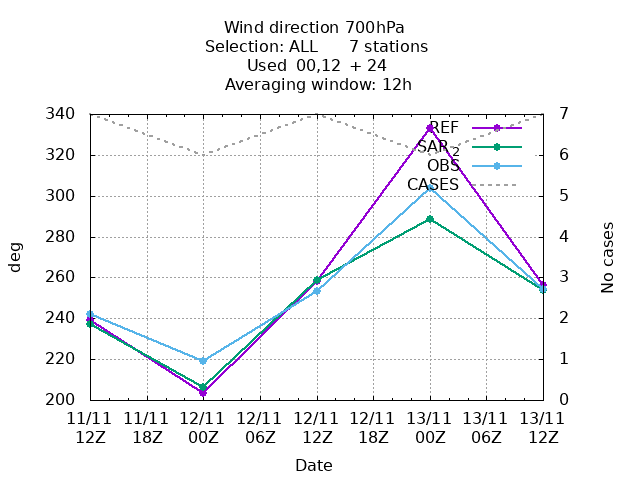 Wind direction 700hPa
Selection: ALL 7 stations
Used 00,12 + 24
Averaging window: 12h
340 7
REF
SAR2
320 6
OBS
CASES
300 5
280 4
deg
No cases
260 3
240 2
220 1
200 0
11/11 11/11 12/11 12/11 12/11 12/11 13/11 13/11 13/11
12Z 18Z 00Z 06Z 12Z 18Z 00Z 06Z 12Z
Date